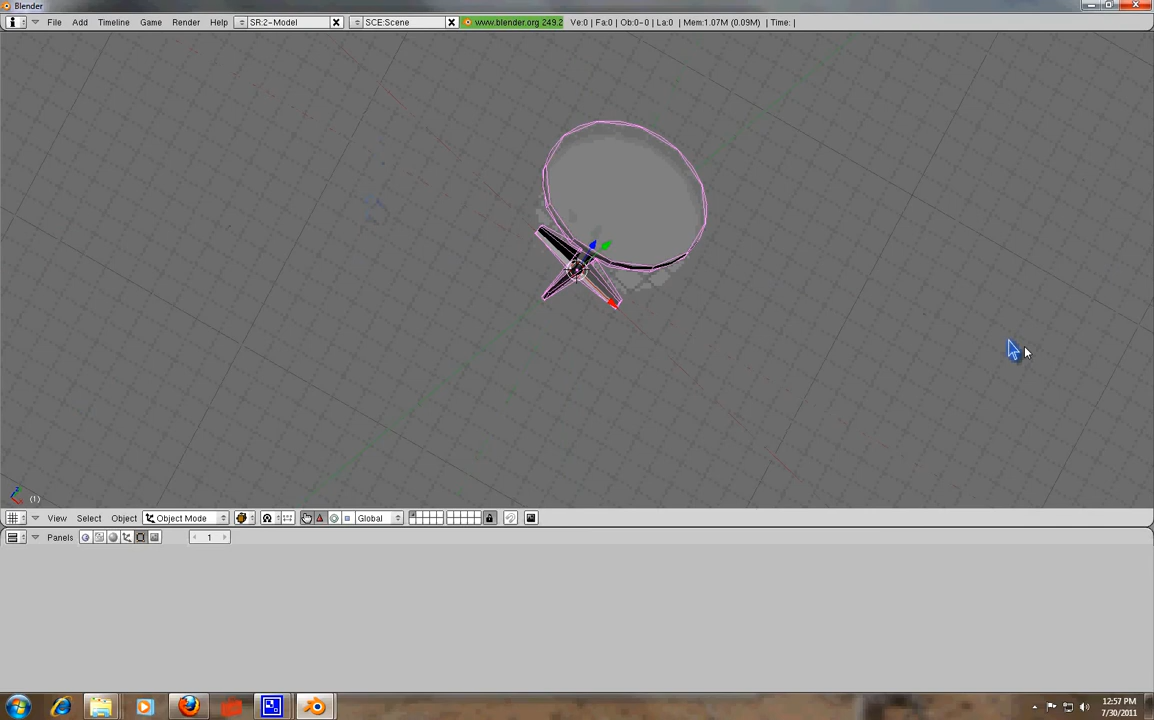 Blender
File Add Timeline Game Render Help SR:2-Model SCE:Scene www.blender.org 249.2 Ve:0 | Fa:0 | Ob:0-0 | La:0 | Mem:1.07M (0.09M) | Time: |
(1)
View Select Object Object Mode Global
Panels 1
12:57 PM
7/30/2011